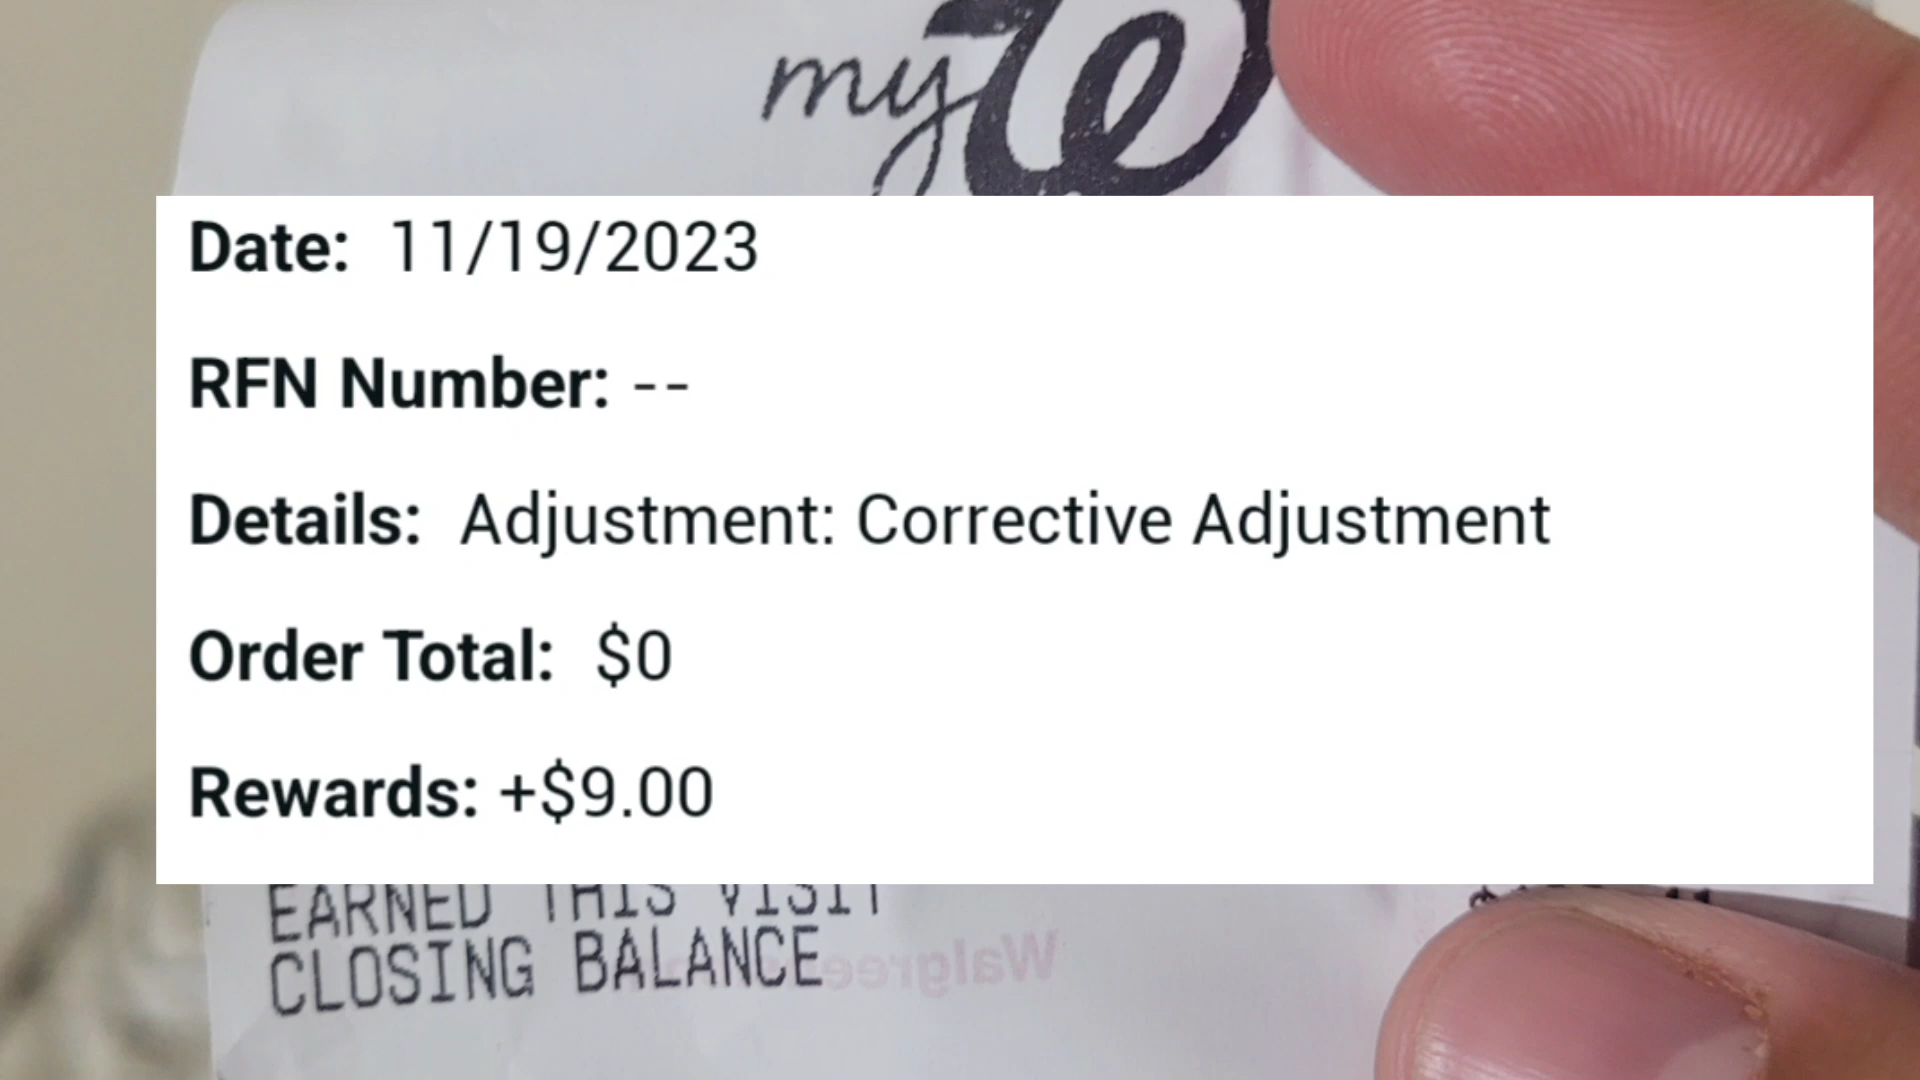 my W
Date: 11/19/2023
RFN Number: --
Details: Adjustment: Corrective Adjustment
Order Total: $0
Rewards: +$9.00
EARNED THIS VISIT
CLOSING BALANCE